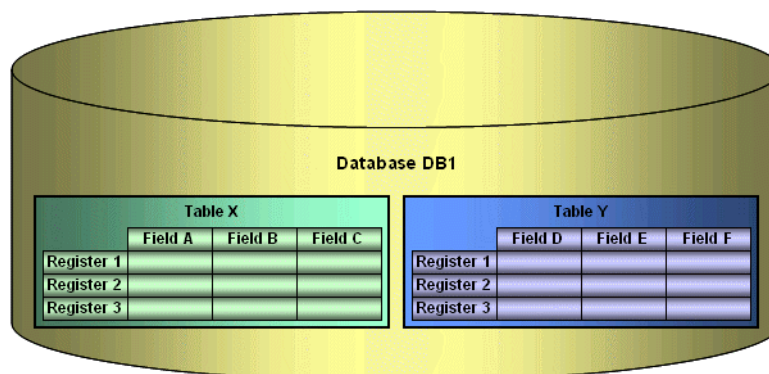 Database DB1
Table X
Field A Field B Field C
Register 1
Register 2
Register 3
Table Y
Field D Field E Field F
Register 1
Register 2
Register 3